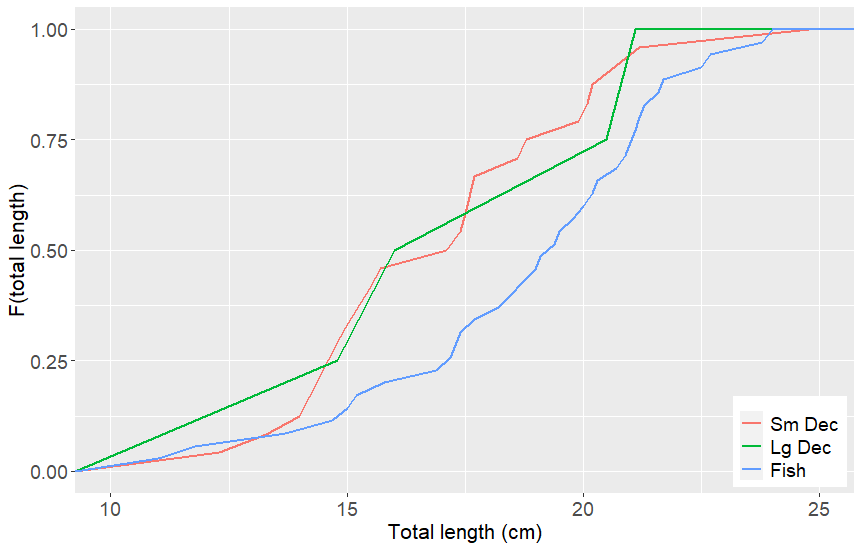 1.00
0.75
0.50
0.25
0.00
F(total length)
10 15 20 25
Total length (cm)
Sm Dec
Lg Dec
Fish